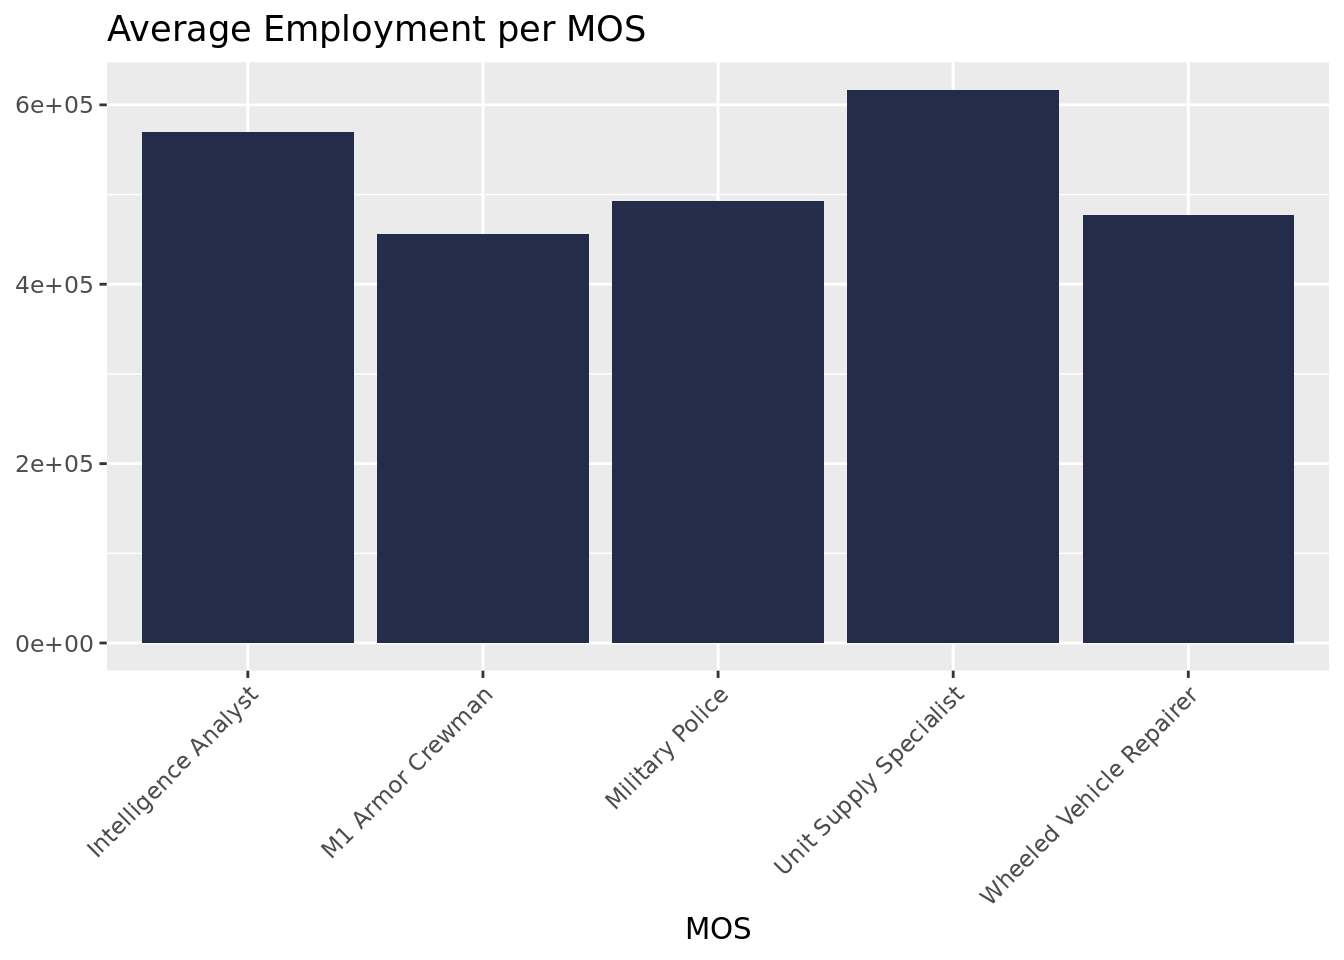 Average Employment per MOS
6e+05
4e+05
2e+05
0e+00
Intelligence Analyst
M1 Armor Crewman
Military Police
Unit Supply Specialist
Wheeled Vehicle Repairer
MOS